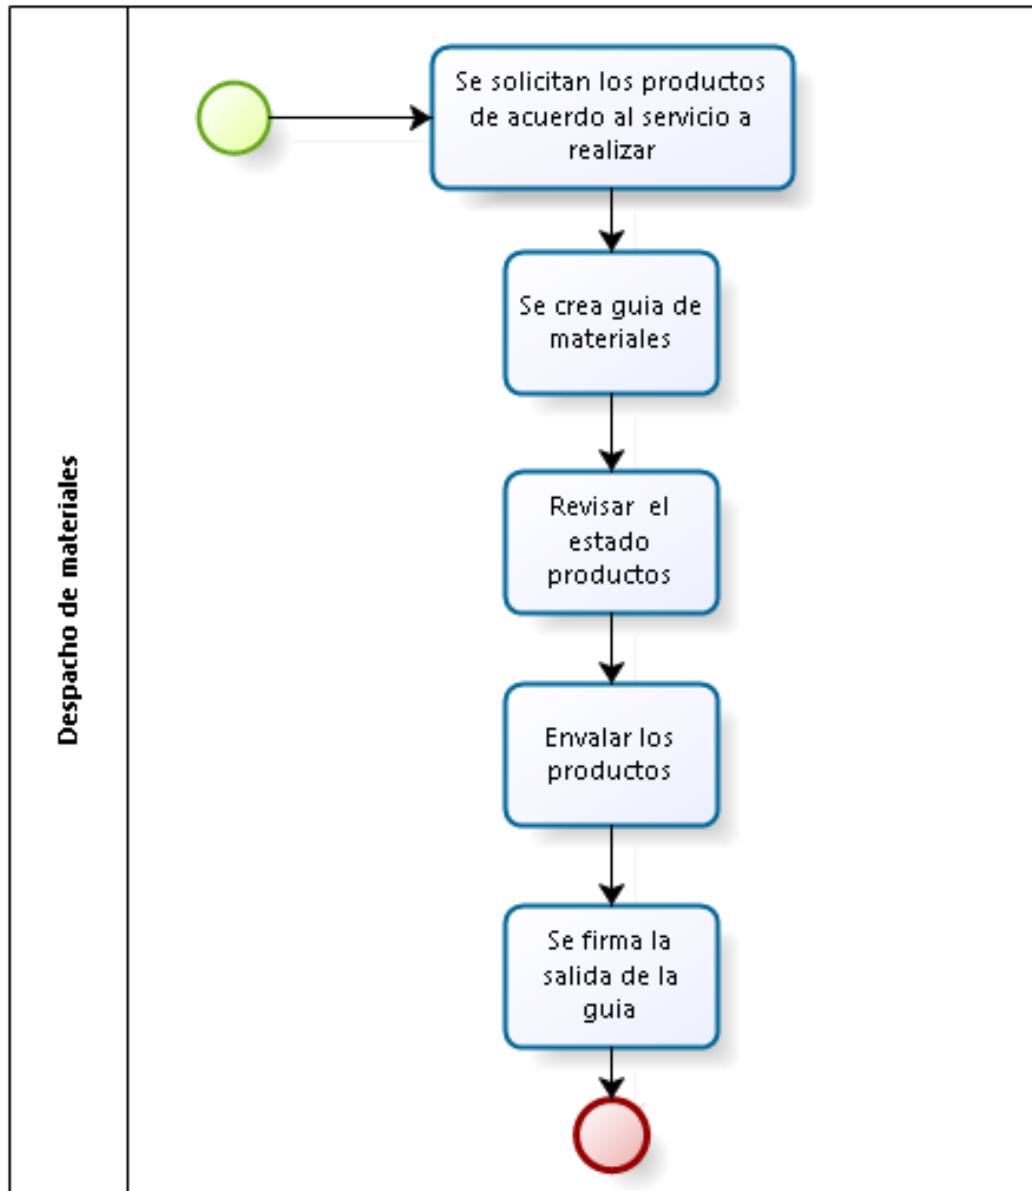 Despacho de materiales
Se solicitan los productos
de acuerdo al servicio a
realizar
Se crea guia de
materiales
Revisar  el
estado
productos
Envalar los
productos
Se firma la
salida de la
guia